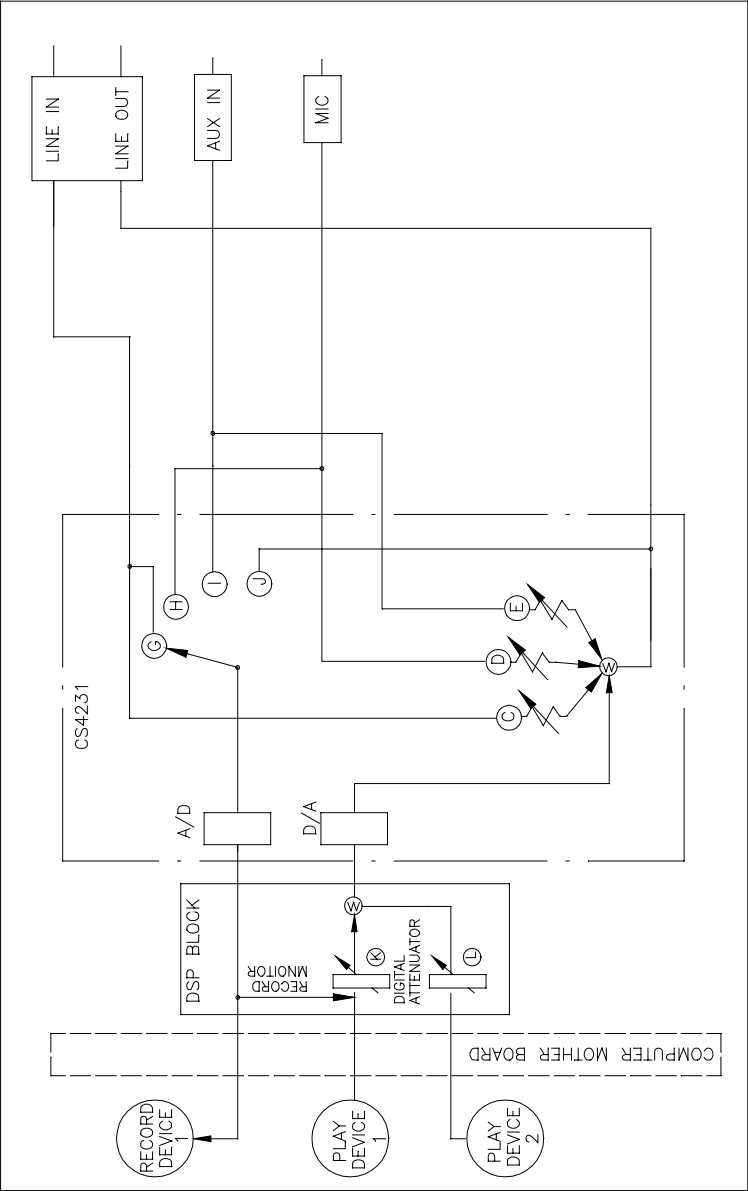 LINE IN
LINE OUT
AUX IN
MIC
G
H
I
J
CS4231
C
D
E
W
A/D
D/A
DSP BLOCK
W
RECORD
MNOITOR
K
DIGITAL
ATTENUATOR
L
COMPUTER MOTHER BOARD
RECORD
DEVICE
1
PLAY
DEVICE
1
PLAY
DEVICE
2